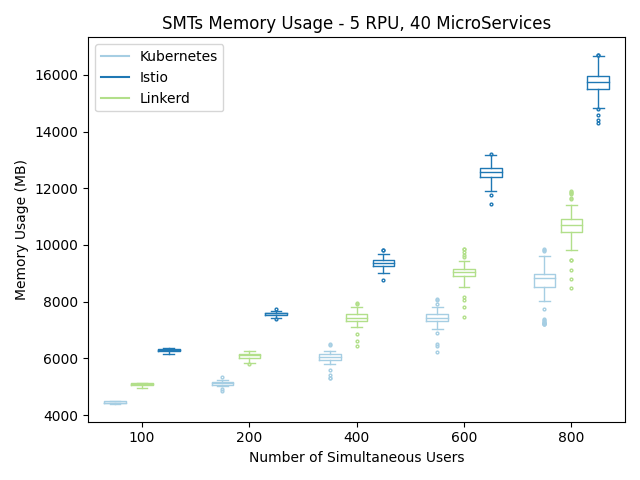 SMTs Memory Usage - 5 RPU, 40 MicroServices
Kubernetes
Istio
Linkerd
Memory Usage (MB)
16000
14000
12000
10000
8000
6000
4000
100 200 400 600 800
Number of Simultaneous Users